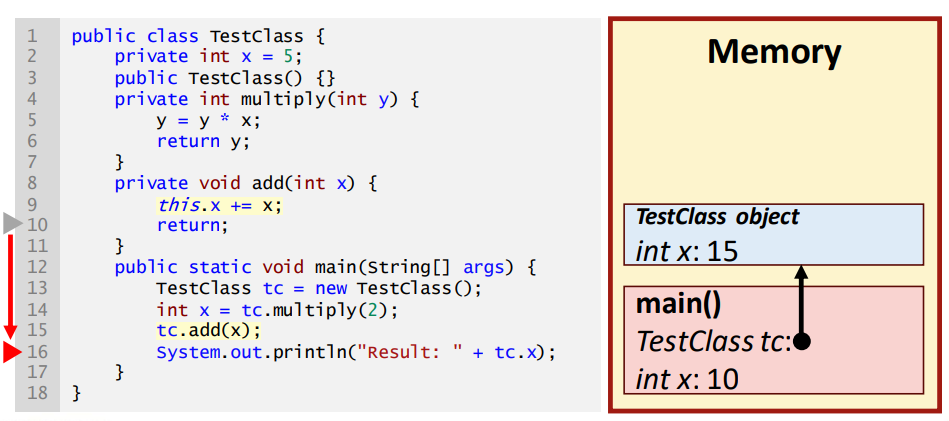 1 public class TestClass {
2 private int x = 5;
3 public TestClass() {}
4 private int multiply(int y) {
5 y = y * x;
6 return y;
7 }
8 private void add(int x) {
9 this.x += x;
10 return;
11 }
12 public static void main(String[] args) {
13 TestClass tc = new TestClass();
14 int x = tc.multiply(2);
15 tc.add(x);
16 System.out.println("Result: " + tc.x);
17 }
18 }
Memory
TestClass object
int x: 15
main()
TestClass tc:
int x: 10